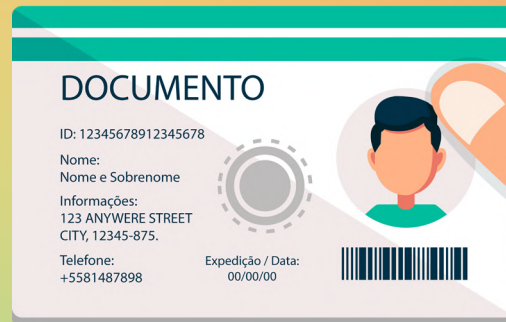 DOCUMENTO
ID: 12345678912345678
Nome:
Nome e Sobrenome
Informações:
123 ANYWERE STREET
CITY, 12345-875.
Telefone:
+5581487898
Expedição / Data:
00/00/00